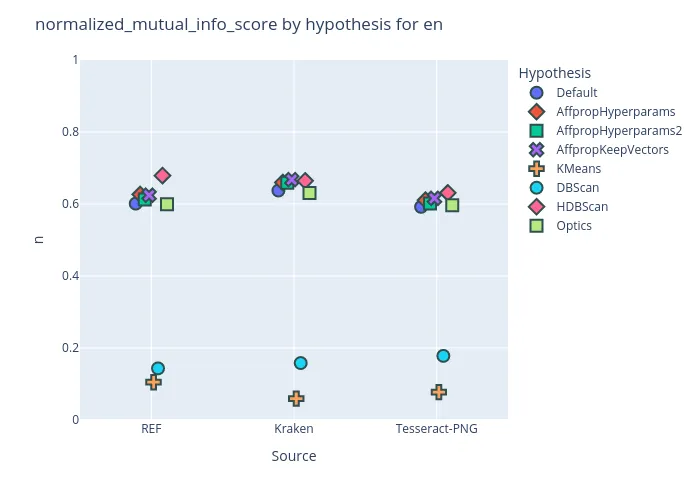 normalized_mutual_info_score by hypothesis for en
Hypothesis
Default
AffpropHyperparams
AffpropHyperparams2
AffpropKeepVectors
KMeans
DBScan
HDBScan
Optics
n
1
0.8
0.6
0.4
0.2
0
REF
Kraken
Tesseract-PNG
Source